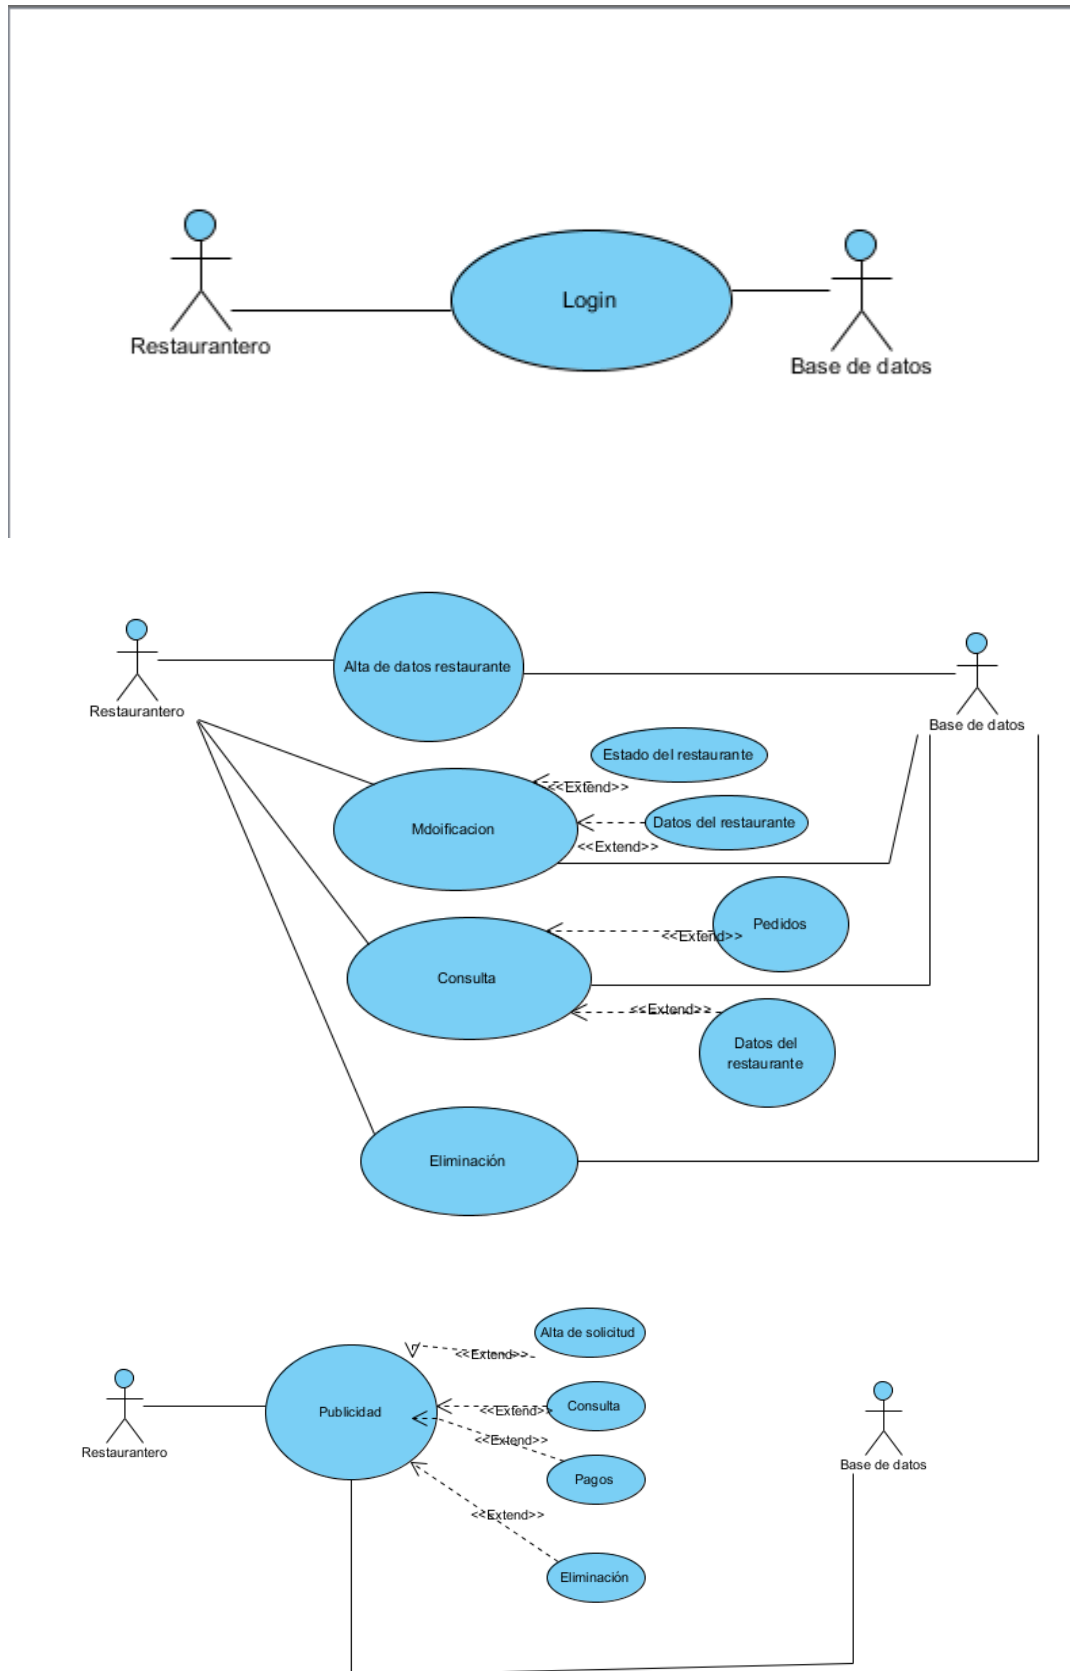 Login
Restaurantero
Base de datos
Alta de datos restaurante
Restaurantero
Base de datos
Estado del restaurante
<<Extend>>
Mdoificacion
Datos del restaurante
<<Extend>>
Pedidos
<<Extend>>
Consulta
<<Extend>>
Datos del
restaurante
Eliminación
Alta de solicitud
<<Extend>>
Publicidad
Consulta
<<Extend>>
<<Extend>>
Restaurantero
Base de datos
Pagos
<<Extend>>
Eliminación